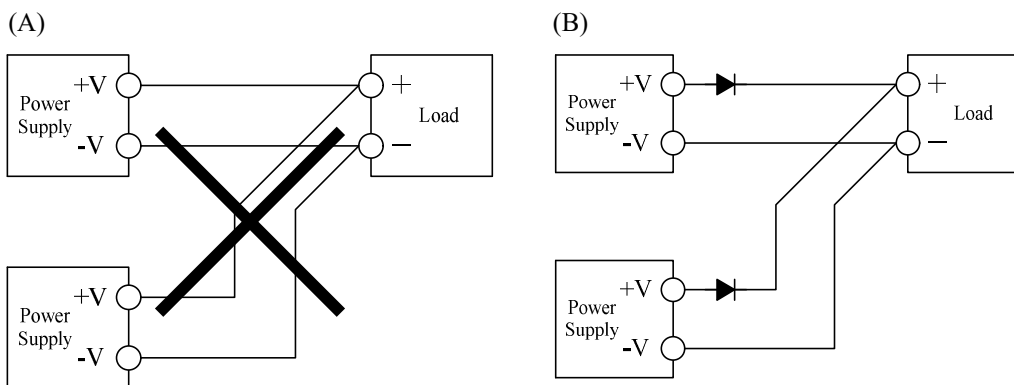 (A)
+V
Power
Supply
-V
+
Load
−
+V
Power
Supply
-V
(B)
+V
Power
Supply
-V
+
Load
−
+V
Power
Supply
-V